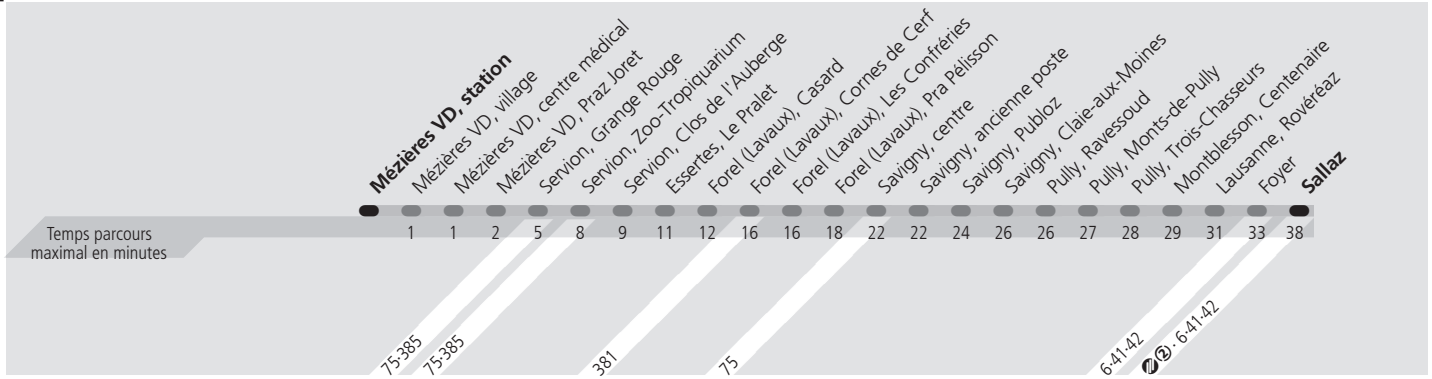 Mézières VD, station
Mézières VD, village
Mézières VD, centre médical
Mézières VD, Praz Joret
Servion, Grange Rouge
Servion, Zoo-Tropiquarium
Servion, Clos de l'Auberge
Essertes, Le Pralet
Forel (Lavaux), Casard
Forel (Lavaux), Cornes de Cerf
Forel (Lavaux), Les Confréries
Forel (Lavaux), Pra Pélisson
Savigny, centre
Savigny, ancienne poste
Savigny, Publoz
Savigny, Claie-aux-Moines
Pully, Ravessoud
Pully, Monts-de-Pully
Pully, Trois-Chasseurs
Montblesson, Centenaire
Lausanne, Rovéréaz
Foyer
Sallaz
Temps parcours
maximal en minutes
1 1 2 5 8 9 11 12 16 16 18 22 22 24 26 26 27 28 29 31 33 38
75·385
75·385
381
75
6·41·42
② · 6·41·42